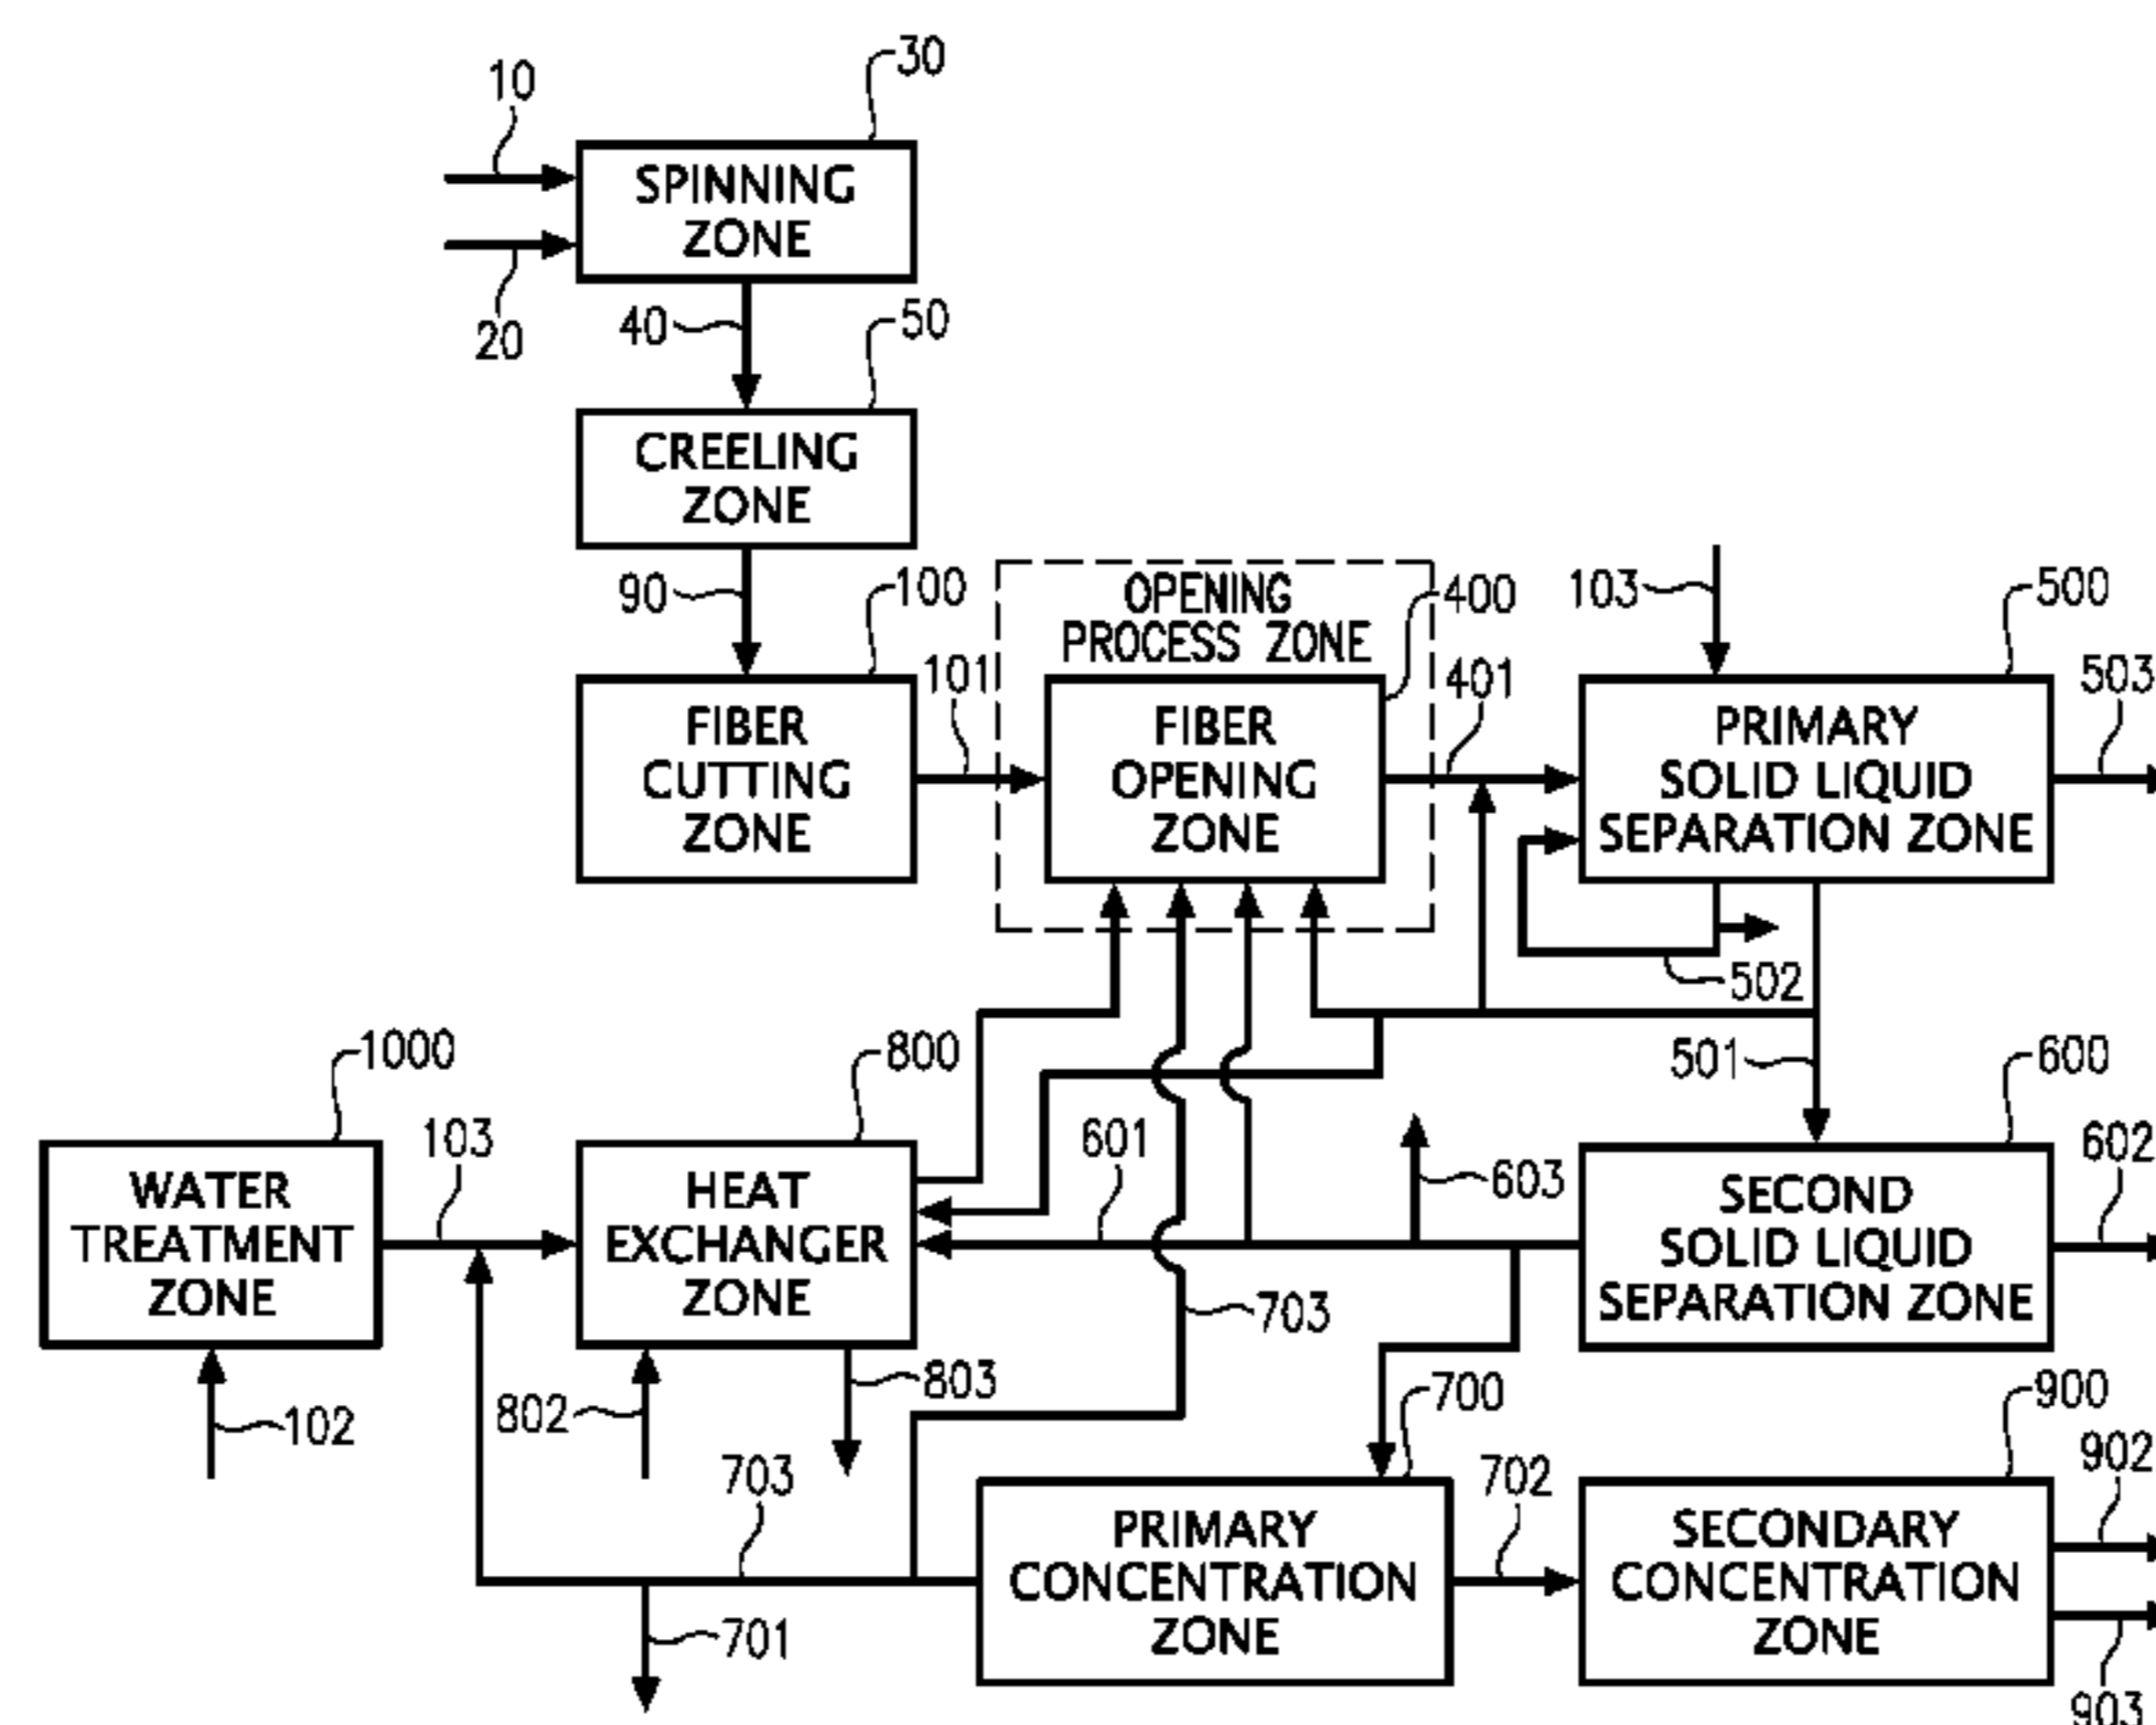 10
30
SPINNING
ZONE
20
40
50
CREELING
ZONE
90
100
OPENING
PROCESS ZONE
400
103
500
101
401
503
FIBER
CUTTING
ZONE
FIBER
OPENING
ZONE
PRIMARY
SOLID LIQUID
SEPARATION ZONE
502
1000
800
501
600
103
601
603
602
WATER
TREATMENT
ZONE
HEAT
EXCHANGER
ZONE
SECOND
SOLID LIQUID
SEPARATION ZONE
703
102
802
803
700
900
703
702
902
PRIMARY
CONCENTRATION
ZONE
SECONDARY
CONCENTRATION
ZONE
701
903